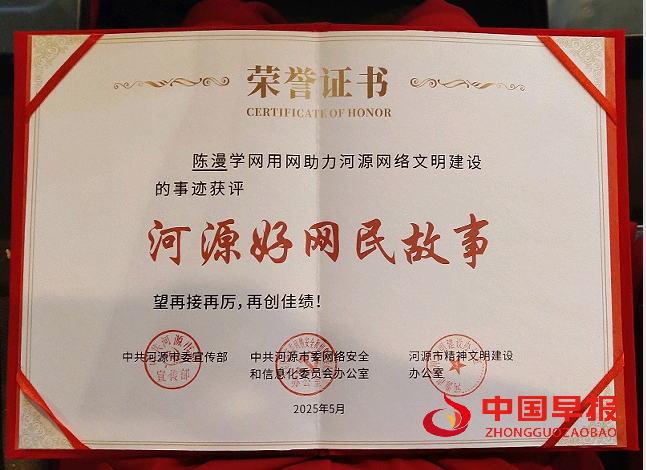 荣誉证书
CERTIFICATE OF HONOR
陈漫学网用网助力河源网络文明建设
的事迹获评
河源好网民故事
望再接再厉，再创佳绩！
中共河源市委宣传部
中共河源市委网络安全
和信息化委员会办公室
河源市精神文明建设
办公室
2025年5月
中国早报
ZHONGGUOZAOBAO